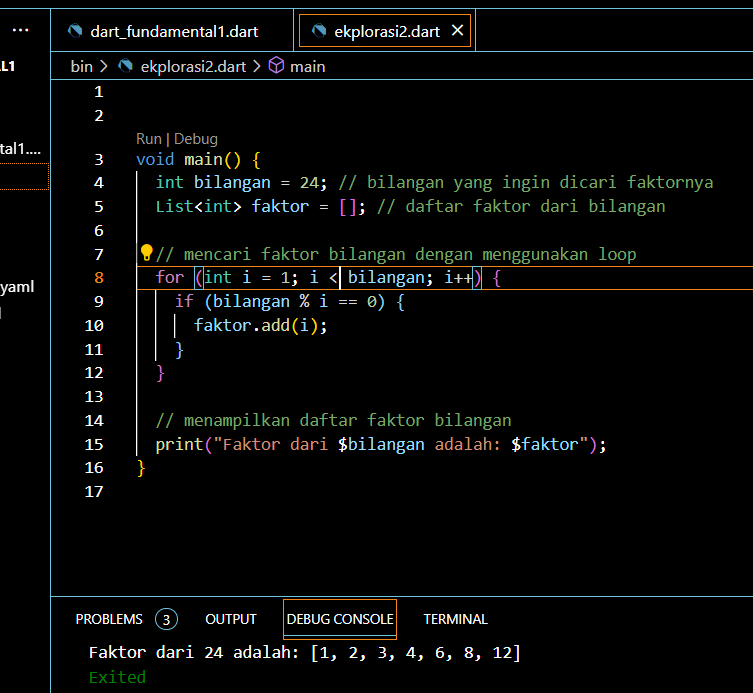 ...
dart_fundamental1.dart
ekplorasi2.dart
L1
bin > ekplorasi2.dart > main
1
2
tal1....
Run | Debug
3 void main() {
4 int bilangan = 24; // bilangan yang ingin dicari faktornya
5 List<int> faktor = []; // daftar faktor dari bilangan
6
7 // mencari faktor bilangan dengan menggunakan loop
8 for (int i = 1; i < bilangan; i++) {
yaml
9 if (bilangan % i == 0) {
10 faktor.add(i);
11 }
12 }
13
14 // menampilkan daftar faktor bilangan
15 print("Faktor dari $bilangan adalah: $faktor");
16 }
17
PROBLEMS 3 OUTPUT DEBUG CONSOLE TERMINAL
Faktor dari 24 adalah: [1, 2, 3, 4, 6, 8, 12]
Exited